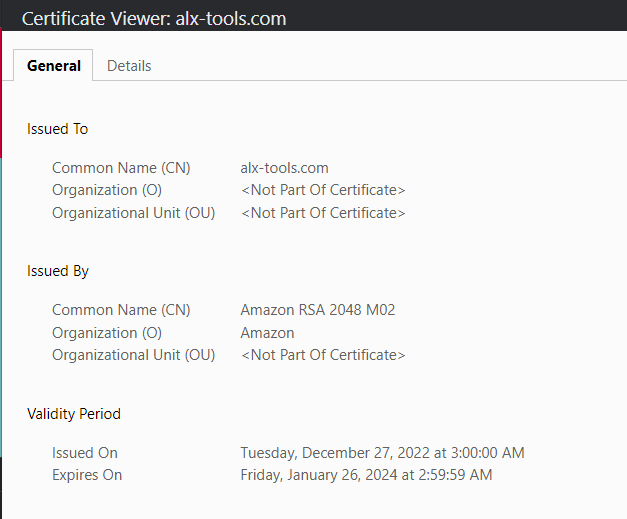 Certificate Viewer: alx-tools.com
General Details
Issued To
Common Name (CN) alx-tools.com
Organization (O) <Not Part Of Certificate>
Organizational Unit (OU) <Not Part Of Certificate>
Issued By
Common Name (CN) Amazon RSA 2048 M02
Organization (O) Amazon
Organizational Unit (OU) <Not Part Of Certificate>
Validity Period
Issued On Tuesday, December 27, 2022 at 3:00:00 AM
Expires On Friday, January 26, 2024 at 2:59:59 AM